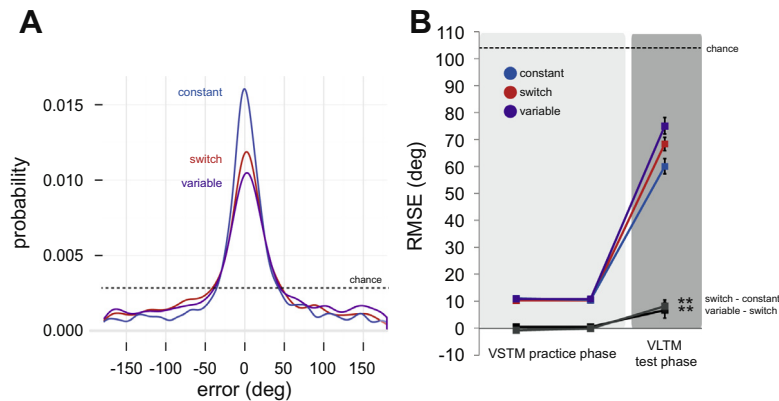 A
constant
switch
variable
chance
0.015
0.010
0.005
0.000
probability
-150 -100 -50 0 50 100 150
error (deg)
B
110
100
90
80
70
60
50
40
30
20
10
0
-10
RMSE (deg)
chance
constant
switch
variable
**
**
switch - constant
variable - switch
VSTM practice phase
VLTM
test phase